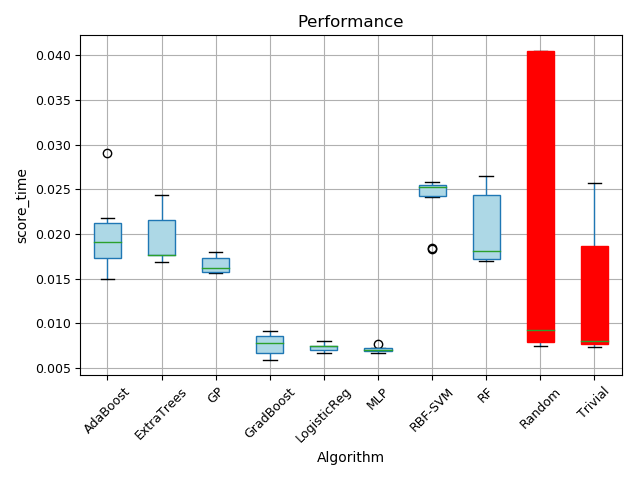 Performance
0.040
0.035
0.030
0.025
0.020
0.015
0.010
0.005
score_time
AdaBoost
ExtraTrees
GP
GradBoost
LogisticReg
MLP
RBF-SVM
RF
Random
Trivial
Algorithm